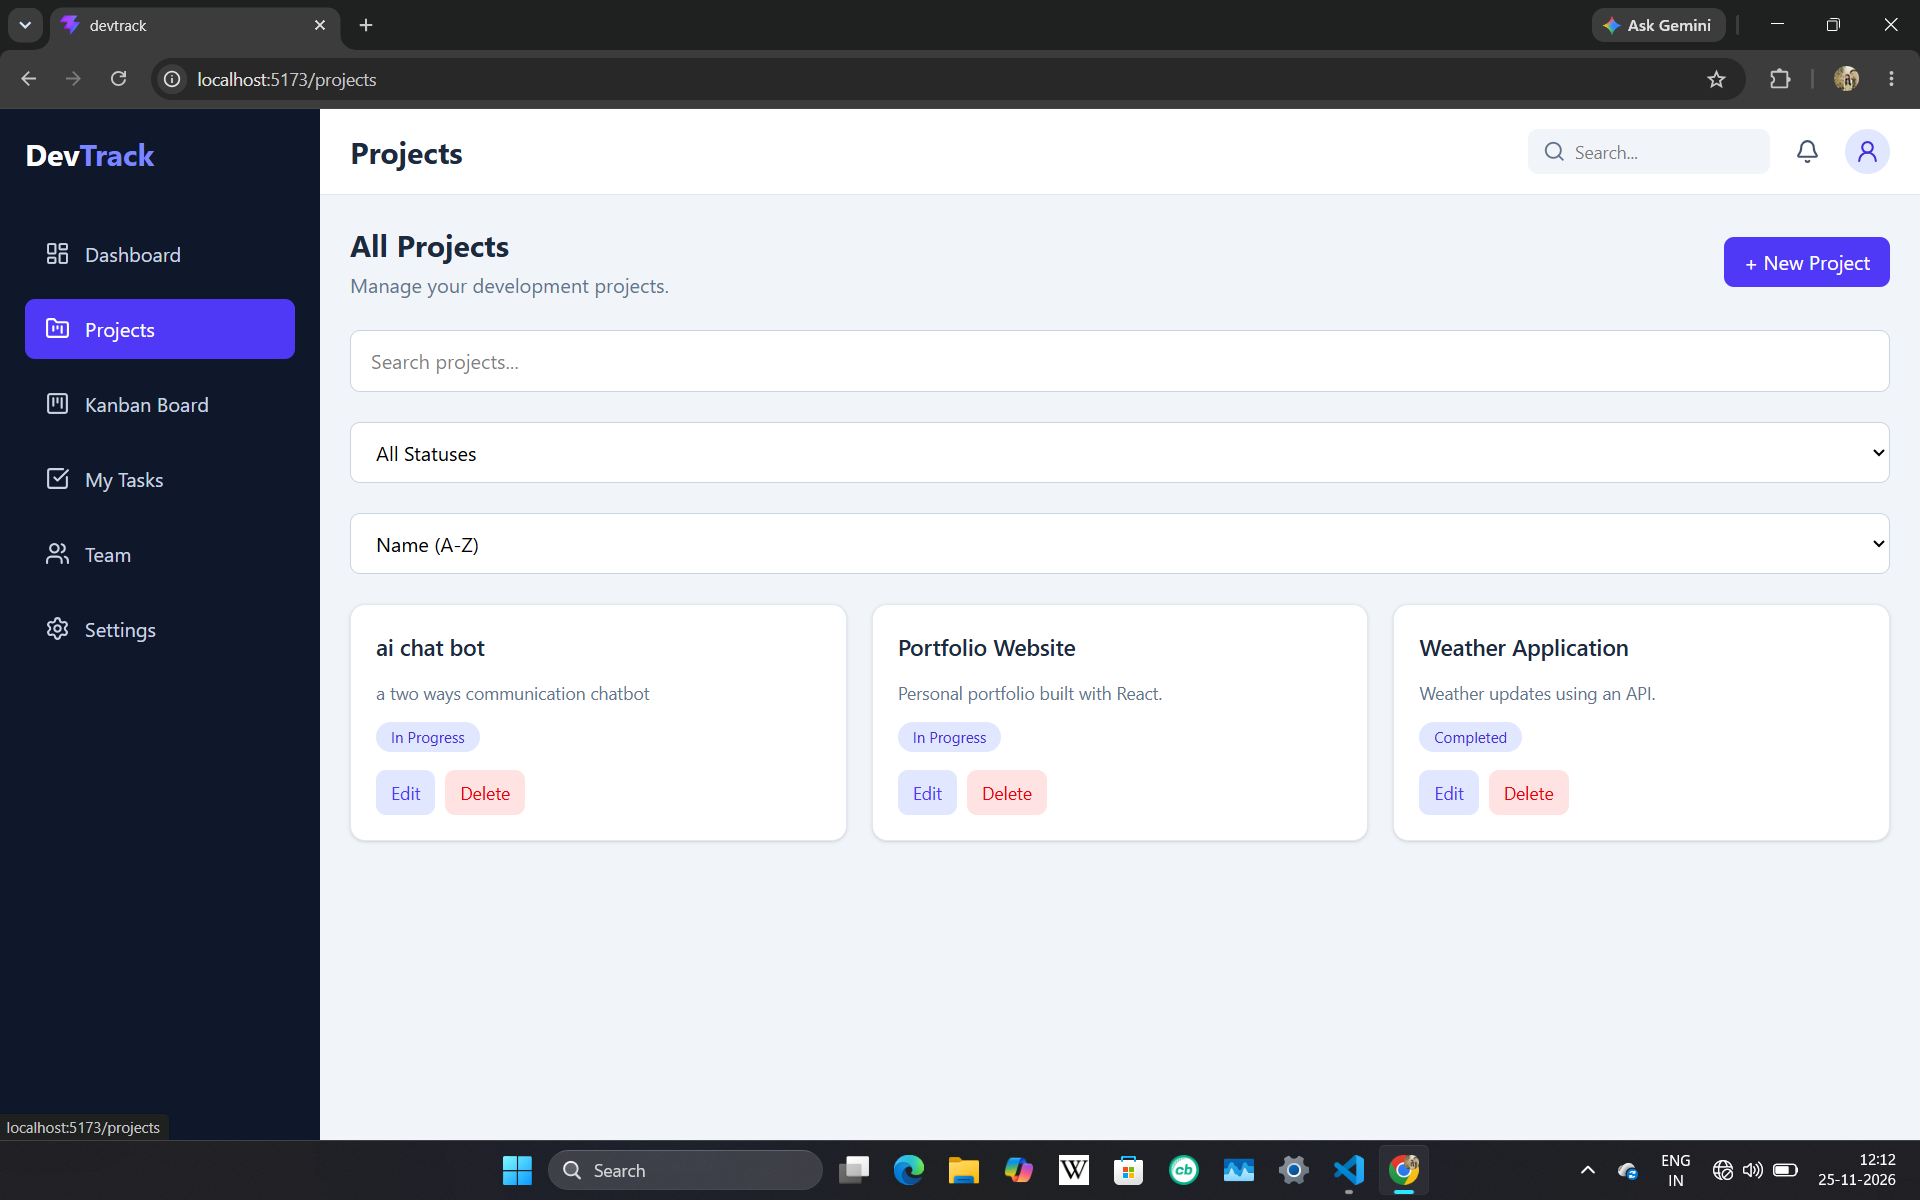 devtrack
Ask Gemini
localhost:5173/projects
DevTrack
Projects
Search...
Dashboard
Projects
Kanban Board
My Tasks
Team
Settings
All Projects
Manage your development projects.
+ New Project
Search projects...
All Statuses
Name (A-Z)
ai chat bot
a two ways communication chatbot
In Progress
Edit
Delete
Portfolio Website
Personal portfolio built with React.
In Progress
Edit
Delete
Weather Application
Weather updates using an API.
Completed
Edit
Delete
localhost:5173/projects
Search
W
cb
ENG
IN
12:12
25-11-2026